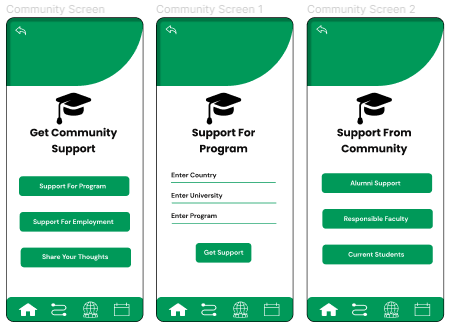 Community Screen
Get Community
Support
Support For Program
Support For Employment
Share Your Thoughts
Community Screen 1
Support For
Program
Enter Country
Enter University
Enter Program
Get Support
Community Screen 2
Support From
Community
Alumni Support
Responsible Faculty
Current Students